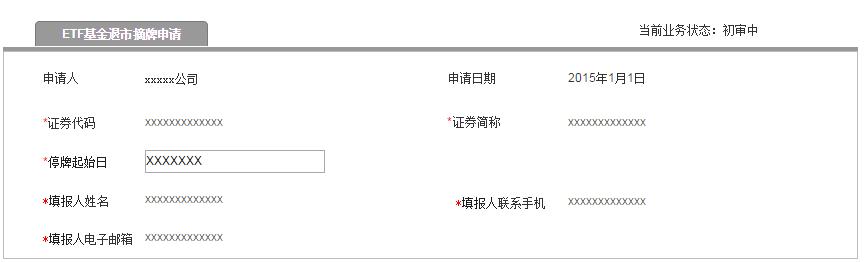 ETF基金退市摘牌申请 当前业务状态：初审中
申请人 xxxxx公司 申请日期 2015年1月1日
*证券代码 XXXXXXXXXXXXX *证券简称 XXXXXXXXXXXXX
*停牌起始日 XXXXXXX
*填报人姓名 XXXXXXXXXXXXX *填报人联系手机 XXXXXXXXXXXXX
*填报人电子邮箱 XXXXXXXXXXXXX